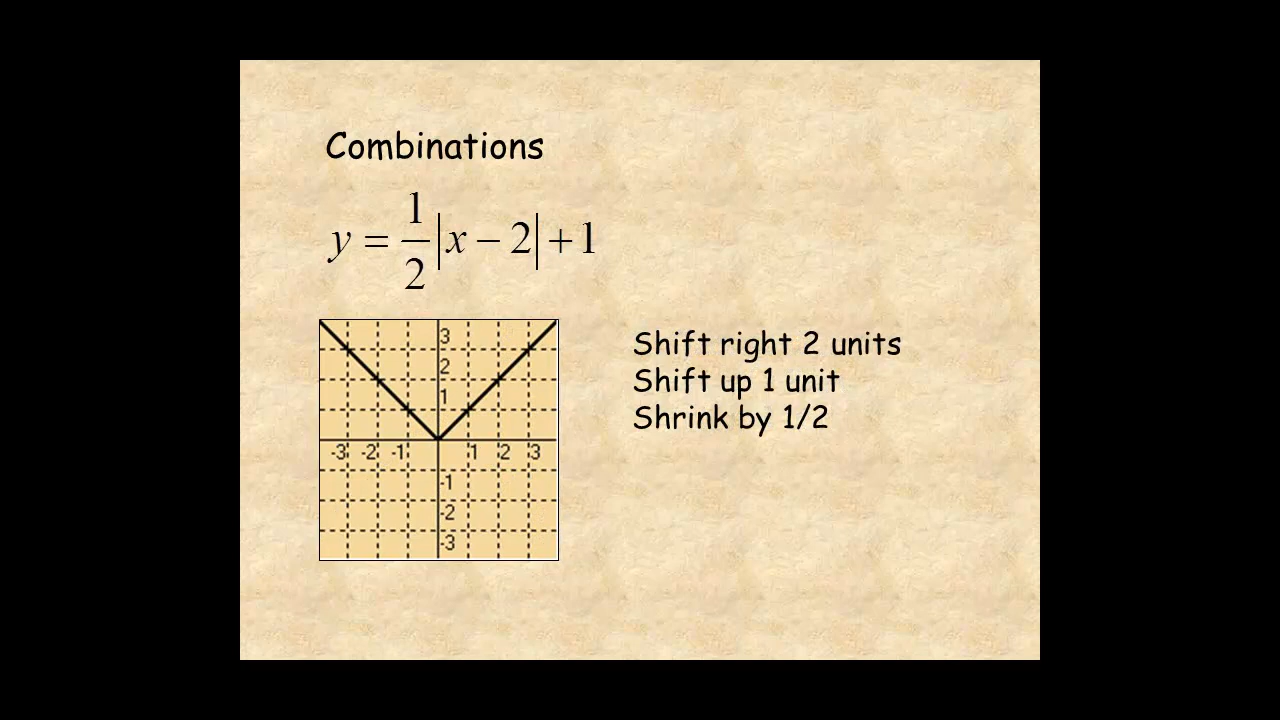 Combinations
y = 1/2 |x − 2| + 1
3
2
1
-3 -2 -1 1 2 3
-1
-2
-3
Shift right 2 units
Shift up 1 unit
Shrink by 1/2